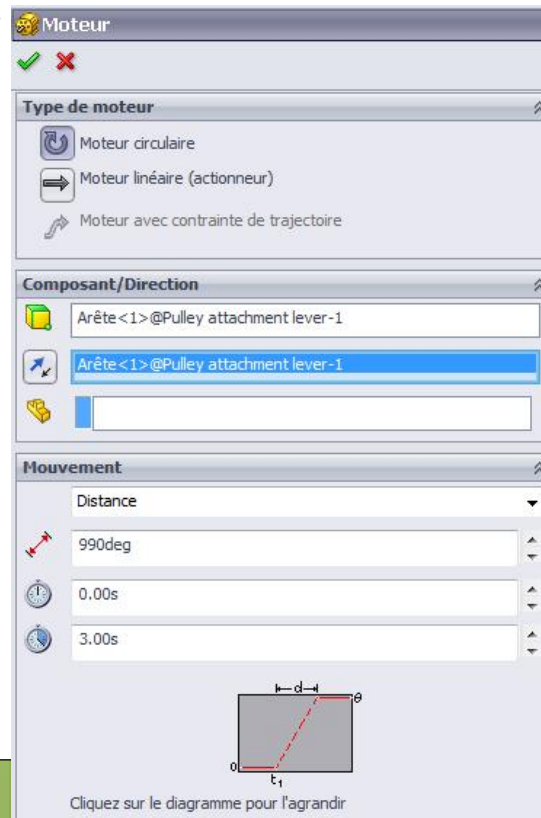 Moteur
Type de moteur
Moteur circulaire
Moteur linéaire (actionneur)
Moteur avec contrainte de trajectoire
Composant/Direction
Arête<1>@Pulley attachment lever-1
Arête<1>@Pulley attachment lever-1
Mouvement
Distance
990deg
0.00s
3.00s
d
θ
0
t1
Cliquez sur le diagramme pour l'agrandir